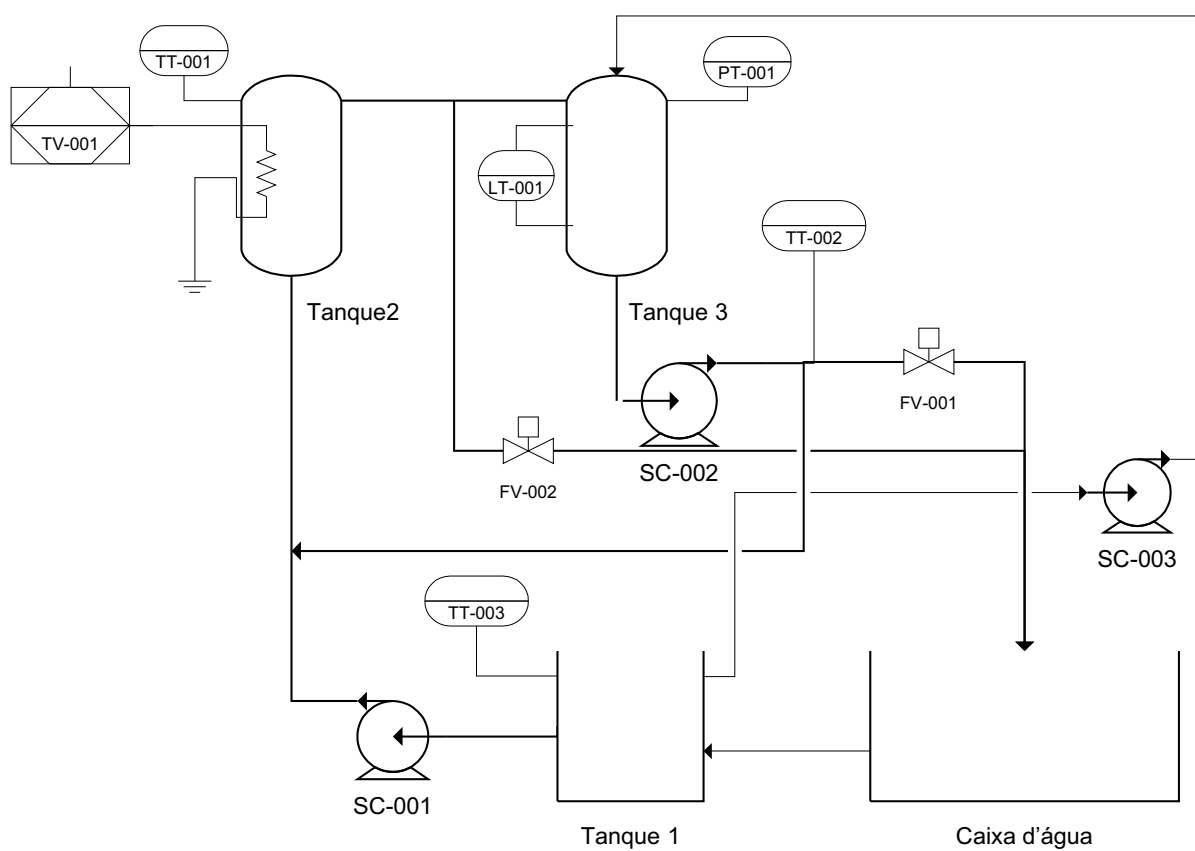 TT-001
PT-001
TV-001
LT-001
TT-002
Tanque2
Tanque 3
FV-001
SC-002
FV-002
SC-003
TT-003
SC-001
Tanque 1
Caixa d’água